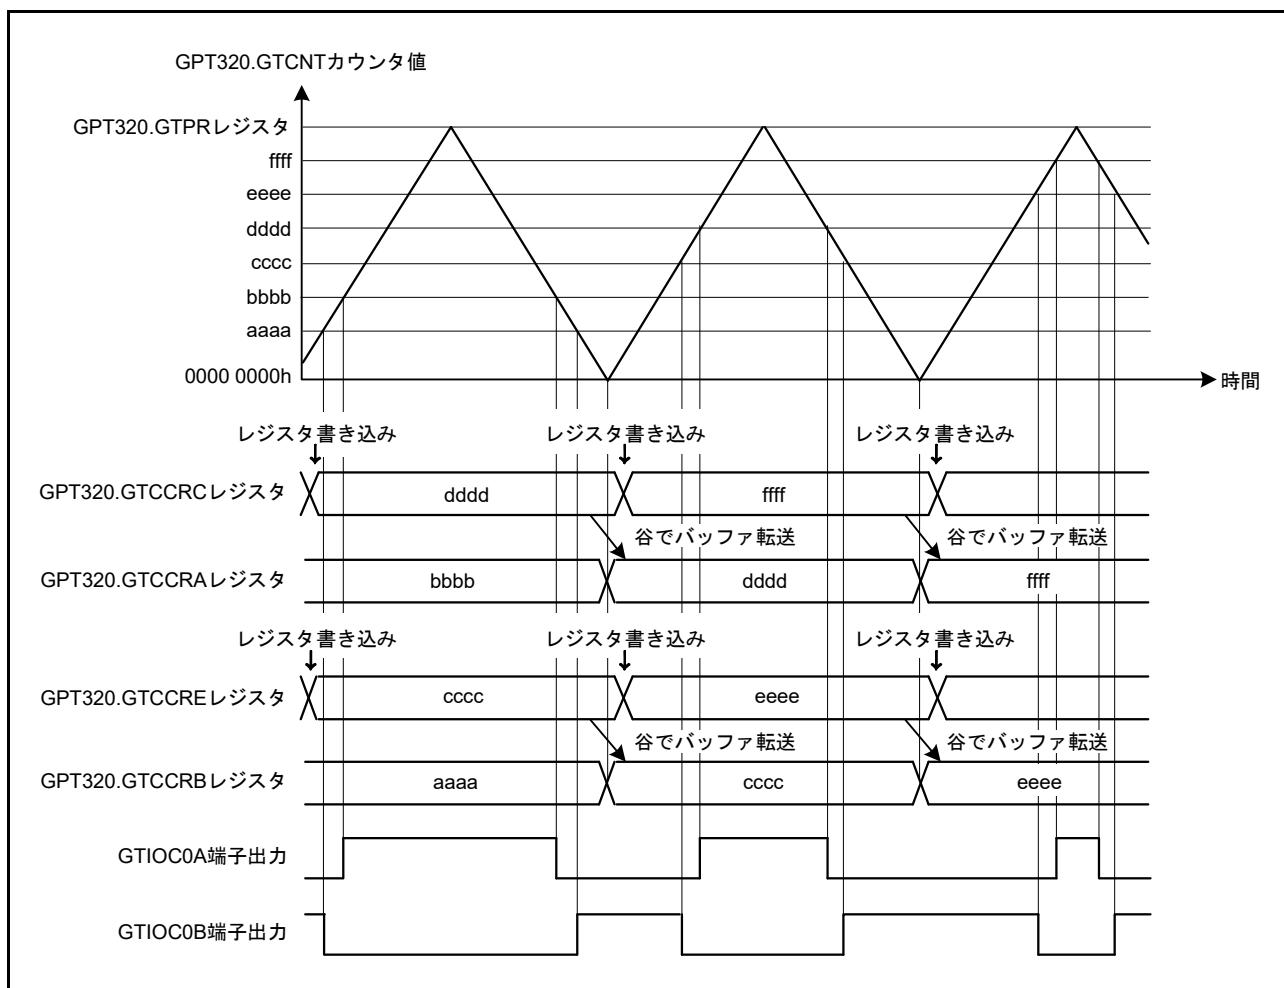 GPT320.GTCNTカウンタ値
GPT320.GTPRレジスタ
ffff
eeee
dddd
cccc
bbbb
aaaa
0000 0000h
時間
レジスタ書き込み レジスタ書き込み レジスタ書き込み
GPT320.GTCCRCレジスタ dddd ffff
谷でバッファ転送 谷でバッファ転送
GPT320.GTCCRAレジスタ bbbb dddd ffff
レジスタ書き込み レジスタ書き込み レジスタ書き込み
GPT320.GTCCREレジスタ cccc eeee
谷でバッファ転送 谷でバッファ転送
GPT320.GTCCRBレジスタ aaaa cccc eeee
GTIOC0A端子出力
GTIOC0B端子出力